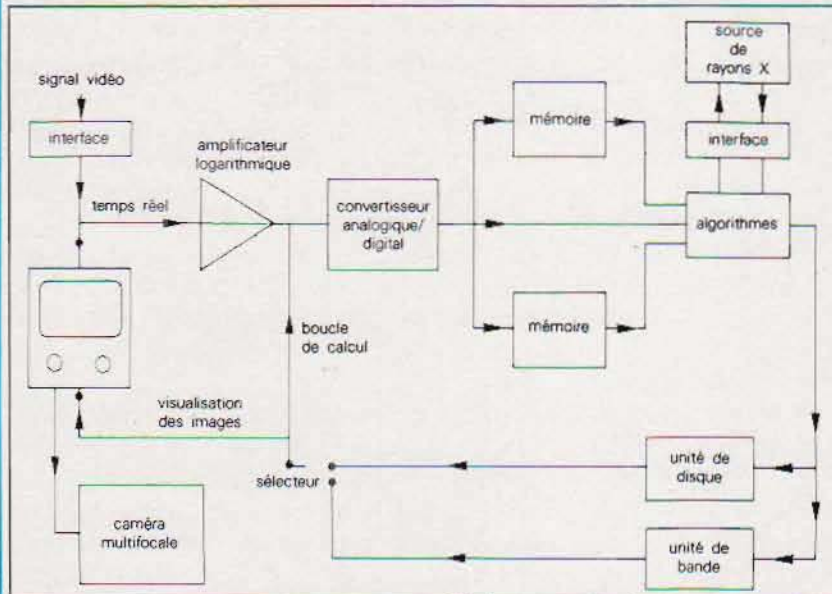 source
de
rayons X
signal vidéo
interface
amplificateur
logarithmique
mémoire
interface
temps réel
convertisseur
analogique/
digital
algorithmes
mémoire
boucle
de calcul
visualisation
des images
sélecteur
unité de
disque
caméra
multifocale
unité de
bande